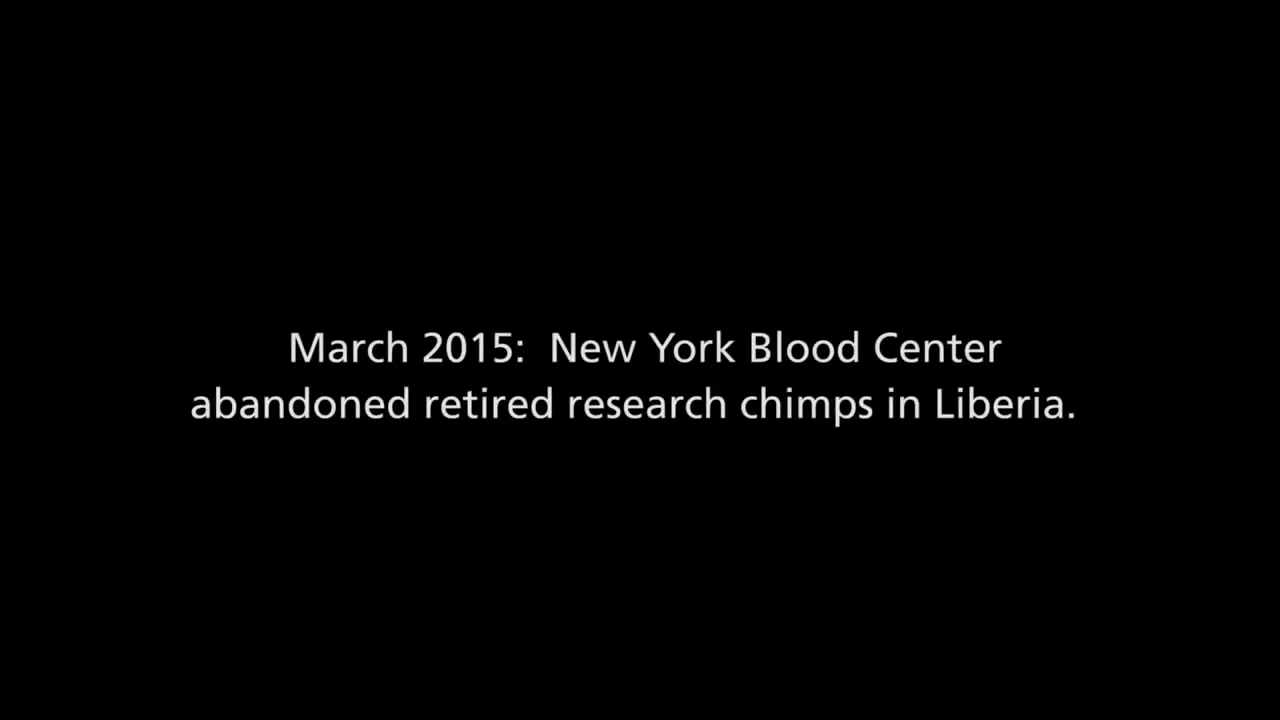 March 2015:  New York Blood Center
abandoned retired research chimps in Liberia.